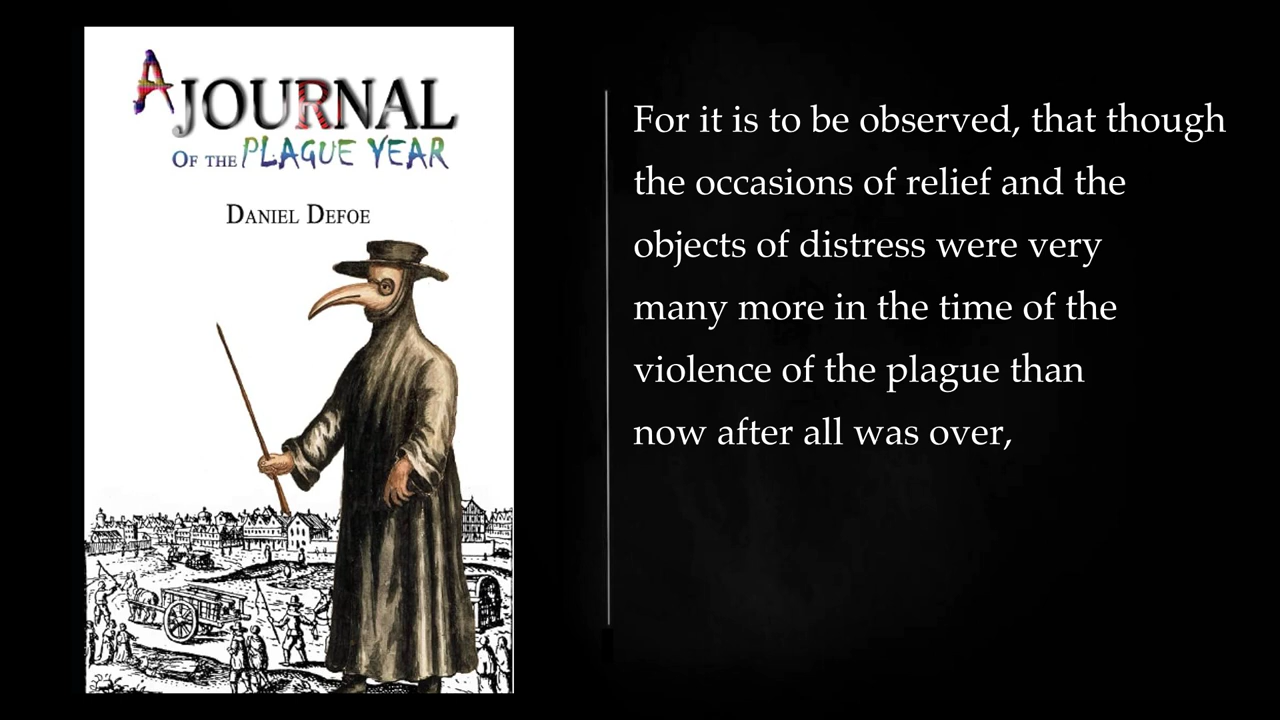 A JOURNAL
OF THE PLAGUE YEAR
DANIEL DEFOE
For it is to be observed, that though
the occasions of relief and the
objects of distress were very
many more in the time of the
violence of the plague than
now after all was over,